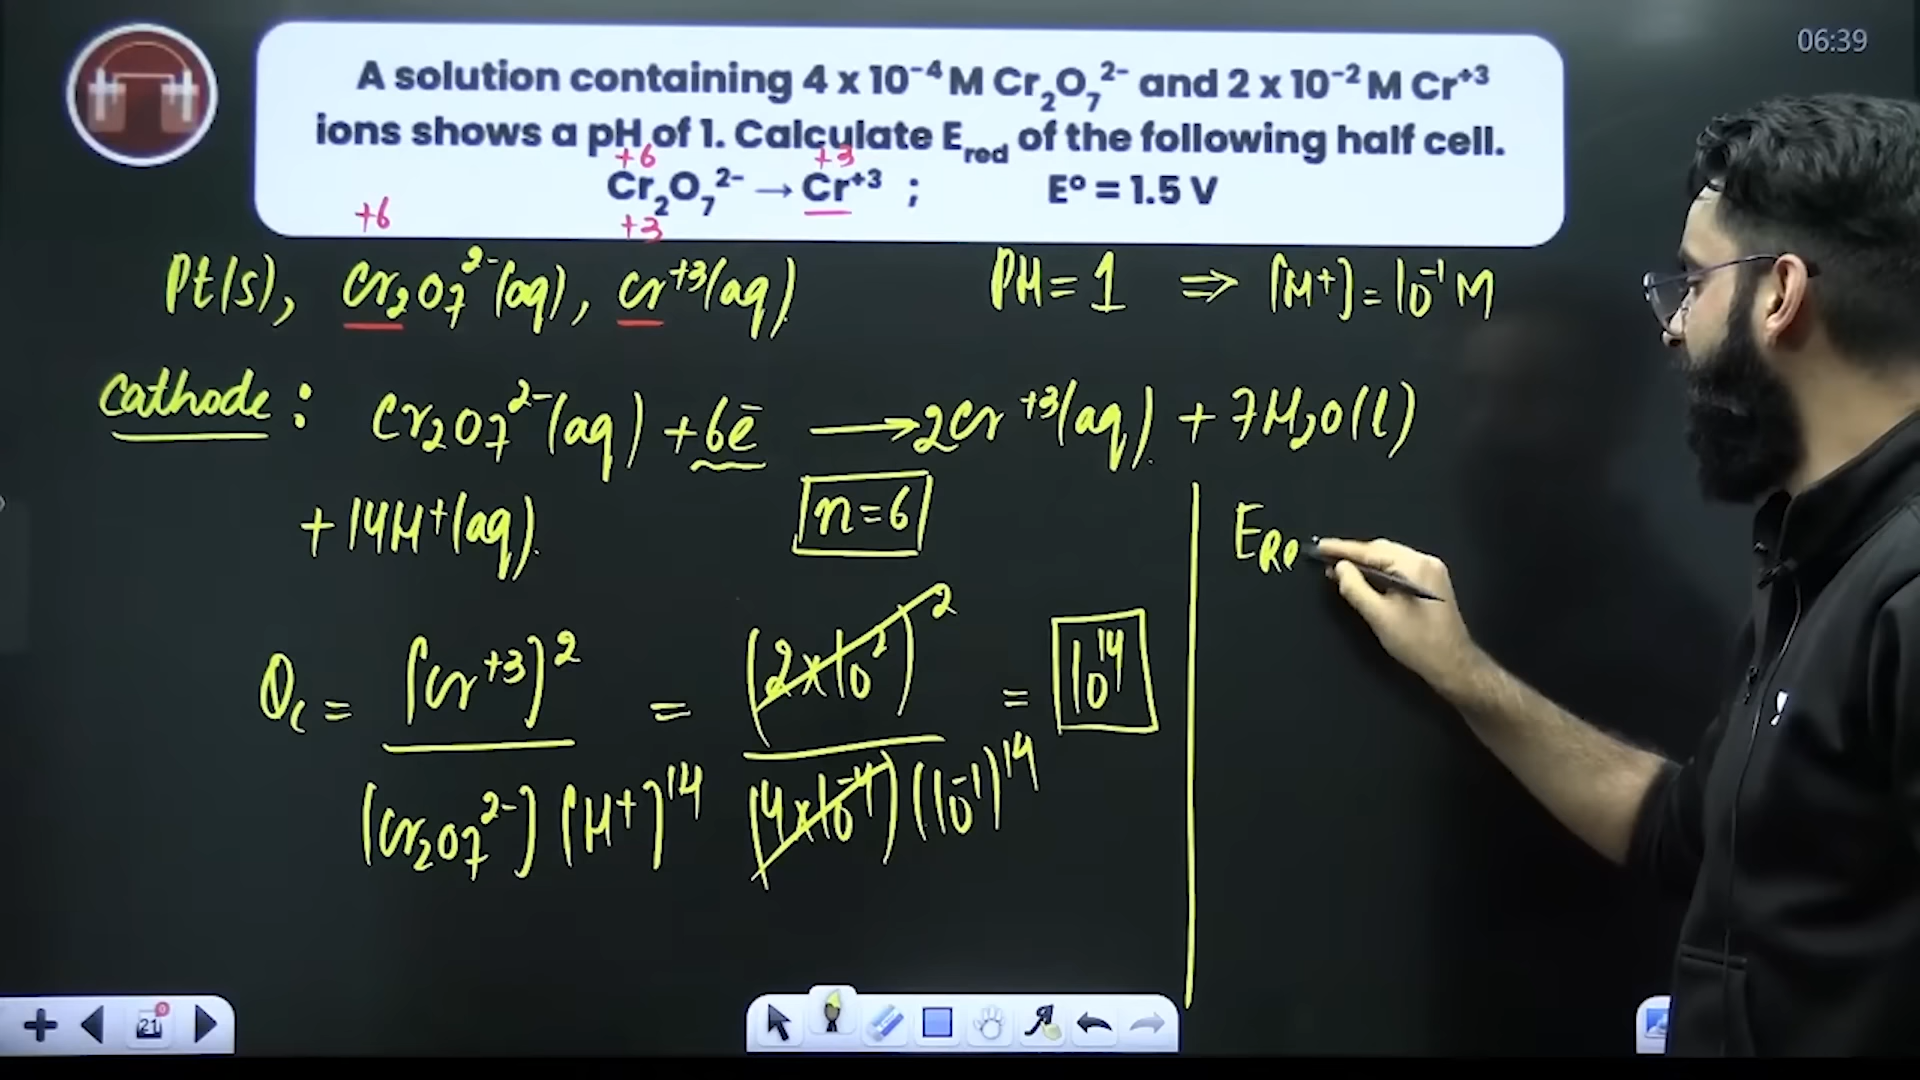 06:39
A solution containing 4 x 10⁻⁴ M Cr₂O₇²⁻ and 2 x 10⁻² M Cr⁺³
ions shows a pH of 1. Calculate E_red of the following half cell.
+6 +3
Cr₂O₇²⁻ → Cr⁺³ ; E° = 1.5 V
+6 +3
Pt(s), Cr₂O₇²⁻(aq), Cr⁺³(aq) PH = 1 ⇒ [H+] = 10⁻¹ M
Cathode : Cr₂O₇²⁻(aq) + 6e⁻ → 2Cr⁺³(aq) + 7H₂O(l)
+ 14H⁺(aq)
n = 6
E_Re
Qc = [Cr⁺³]² / [Cr₂O₇²⁻] [H⁺]¹⁴ = (2×10⁻²)² / (4×10⁻⁴) (10⁻¹)¹⁴ = 10¹⁴
21
0